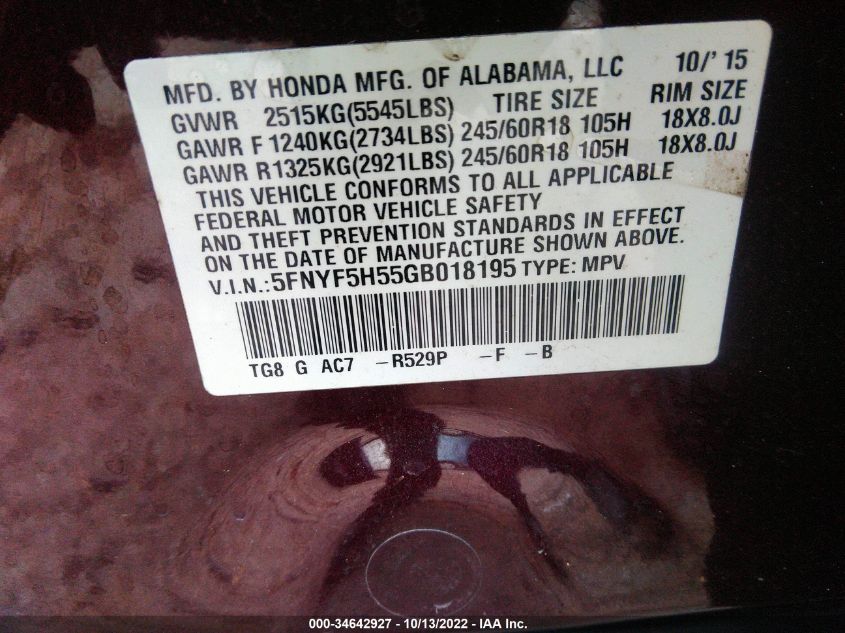 MFD. BY HONDA MFG. OF ALABAMA, LLC 10/' 15
GVWR 2515KG(5545LBS) TIRE SIZE RIM SIZE
GAWR F 1240KG(2734LBS) 245/60R18 105H 18X8.0J
GAWR R1325KG(2921LBS) 245/60R18 105H 18X8.0J
THIS VEHICLE CONFORMS TO ALL APPLICABLE
FEDERAL MOTOR VEHICLE SAFETY
AND THEFT PREVENTION STANDARDS IN EFFECT
ON THE DATE OF MANUFACTURE SHOWN ABOVE.
V.I.N.:5FNYF5H55GB018195 TYPE: MPV
TG8 G AC7 -R529P -F -B
000-34642927 - 10/13/2022 - IAA Inc.